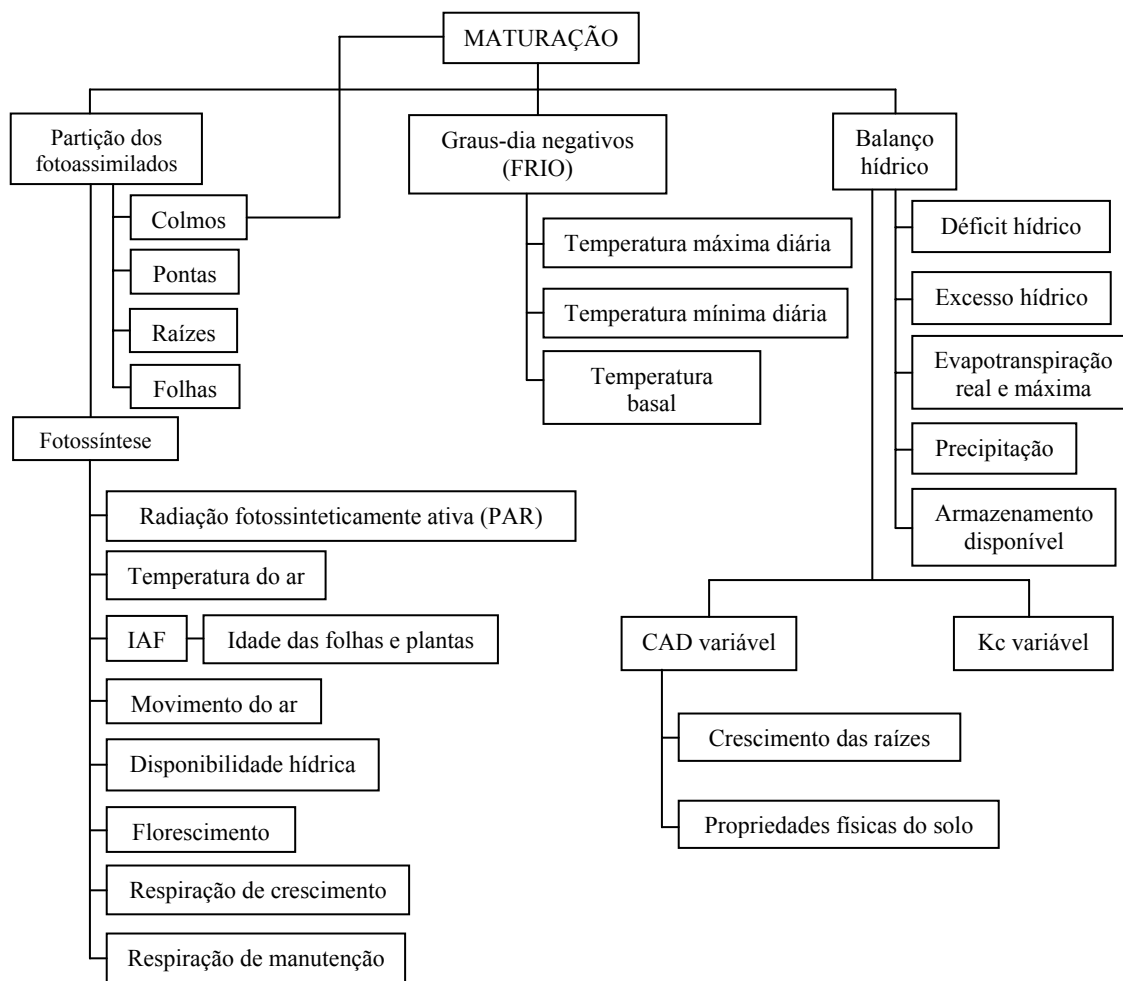 MATURAÇÃO
Partição dos
fotoassimilados
Colmos
Pontas
Raízes
Folhas
Fotossíntese
Radiação fotossinteticamente ativa (PAR)
Temperatura do ar
IAF
Idade das folhas e plantas
Movimento do ar
Disponibilidade hídrica
Florescimento
Respiração de crescimento
Respiração de manutenção
Graus-dia negativos
(FRIO)
Temperatura máxima diária
Temperatura mínima diária
Temperatura
basal
Balanço
hídrico
Déficit hídrico
Excesso hídrico
Evapotranspiração
real e máxima
Precipitação
Armazenamento
disponível
CAD variável
Crescimento das raízes
Propriedades físicas do solo
Kc variável